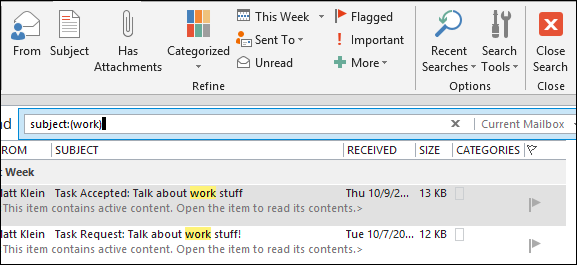 From Subject Has Attachments Categorized This Week Flagged Recent Searches Search Tools Close Search
Sent To Important
Unread More
Refine Options Close
subject:(work) Current Mailbox
ROM SUBJECT RECEIVED SIZE CATEGORIES
t Week
latt Klein Task Accepted: Talk about work stuff Thu 10/9/2... 13 KB
This item contains active content. Open the item to read its contents.>
latt Klein Task Request: Talk about work stuff! Tue 10/7/20... 12 KB
This item contains active content. Open the item to read its contents.>